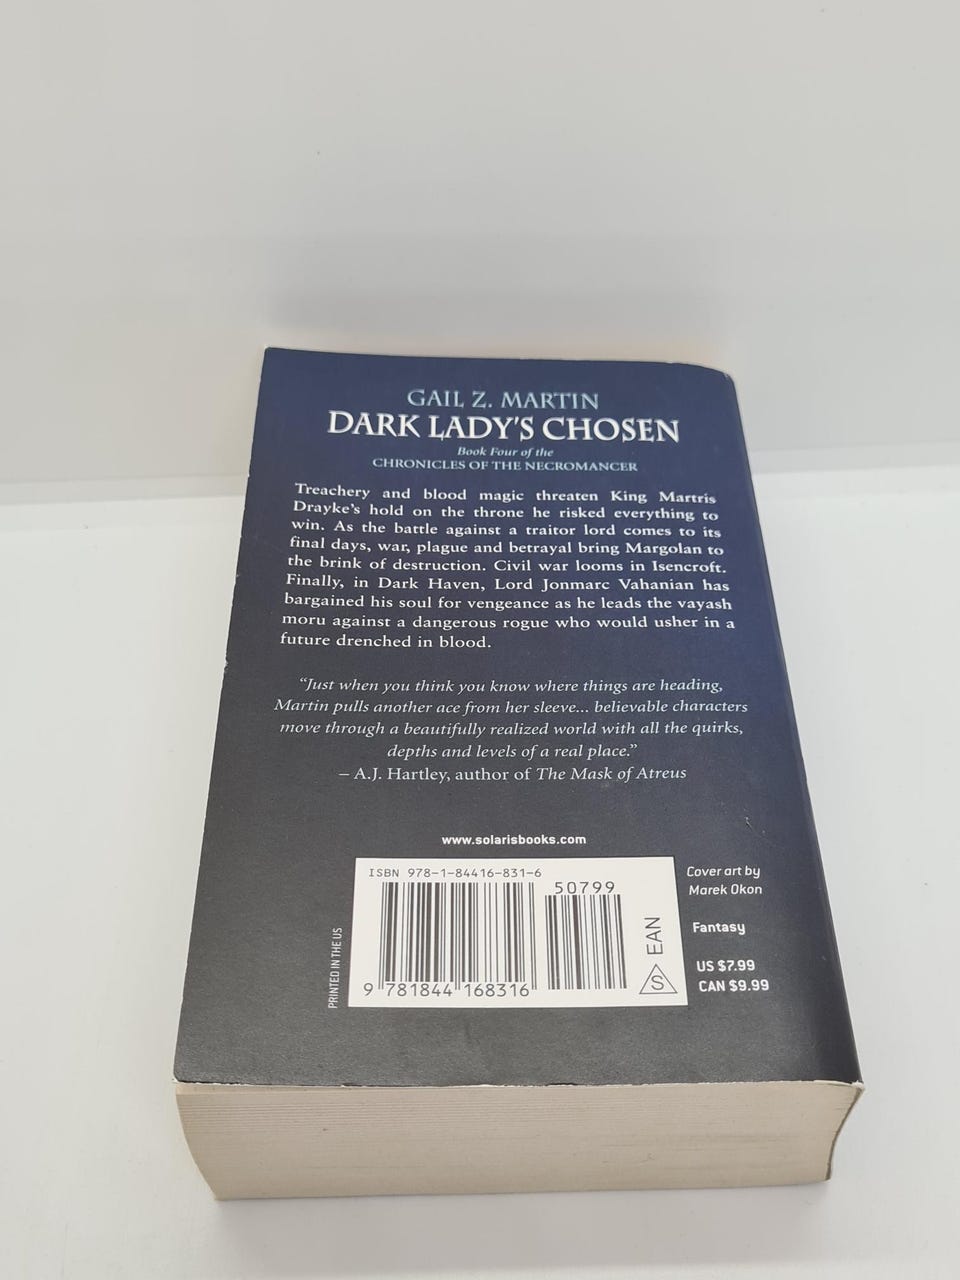 GAIL Z. MARTIN
DARK LADY'S CHOSEN
Book Four of the
CHRONICLES OF THE NECROMANCER
Treachery and blood magic threaten King Martris
Drayke's hold on the throne he risked everything to
win. As the battle against a traitor lord comes to its
final days, war, plague and betrayal bring Margolan to
the brink of destruction. Civil war looms in Isencroft.
Finally, in Dark Haven, Lord Jonmarc Vahanian has
bargained his soul for vengeance as he leads the vayash
moru against a dangerous rogue who would usher in a
future drenched in blood.
“Just when you think you know where things are heading,
Martin pulls another ace from her sleeve... believable characters
move through a beautifully realized world with all the quirks,
depths and levels of a real place.”
– A.J. Hartley, author of The Mask of Atreus
www.solarisbooks.com
ISBN 978-1-84416-831-6
50799
9 781844 168316
EAN
S
PRINTED IN THE US
Cover art by
Marek Okon
Fantasy
US $7.99
CAN $9.99